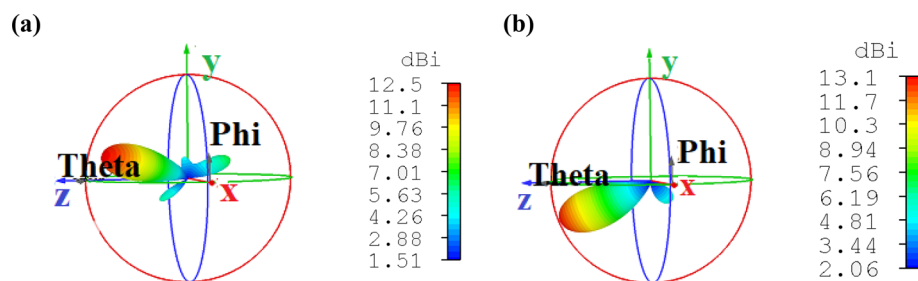 (a)
y
Phi
Theta
x
z
dBi
12.5
11.1
9.76
8.38
7.01
5.63
4.26
2.88
1.51
(b)
y
Phi
Theta
x
z
dBi
13.1
11.7
10.3
8.94
7.56
6.19
4.81
3.44
2.06